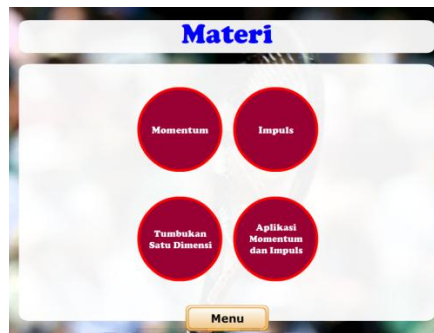 Materi
Momentum
Impuls
Tumbukan
Satu Dimensi
Aplikasi
Momentum
dan Impuls
Menu